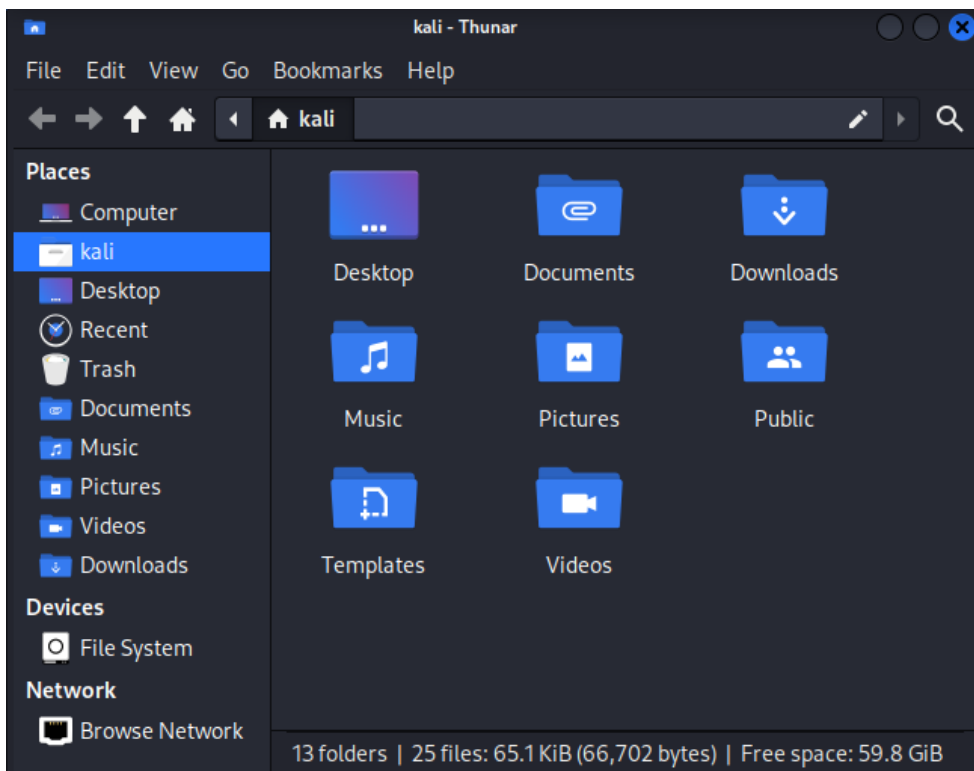 kali - Thunar
File Edit View Go Bookmarks Help
kali
Places
Computer
kali
Desktop
Recent
Trash
Documents
Music
Pictures
Videos
Downloads
Devices
File System
Network
Browse Network
Desktop Documents Downloads
Music Pictures Public
Templates Videos
13 folders | 25 files: 65.1 KiB (66,702 bytes) | Free space: 59.8 GiB